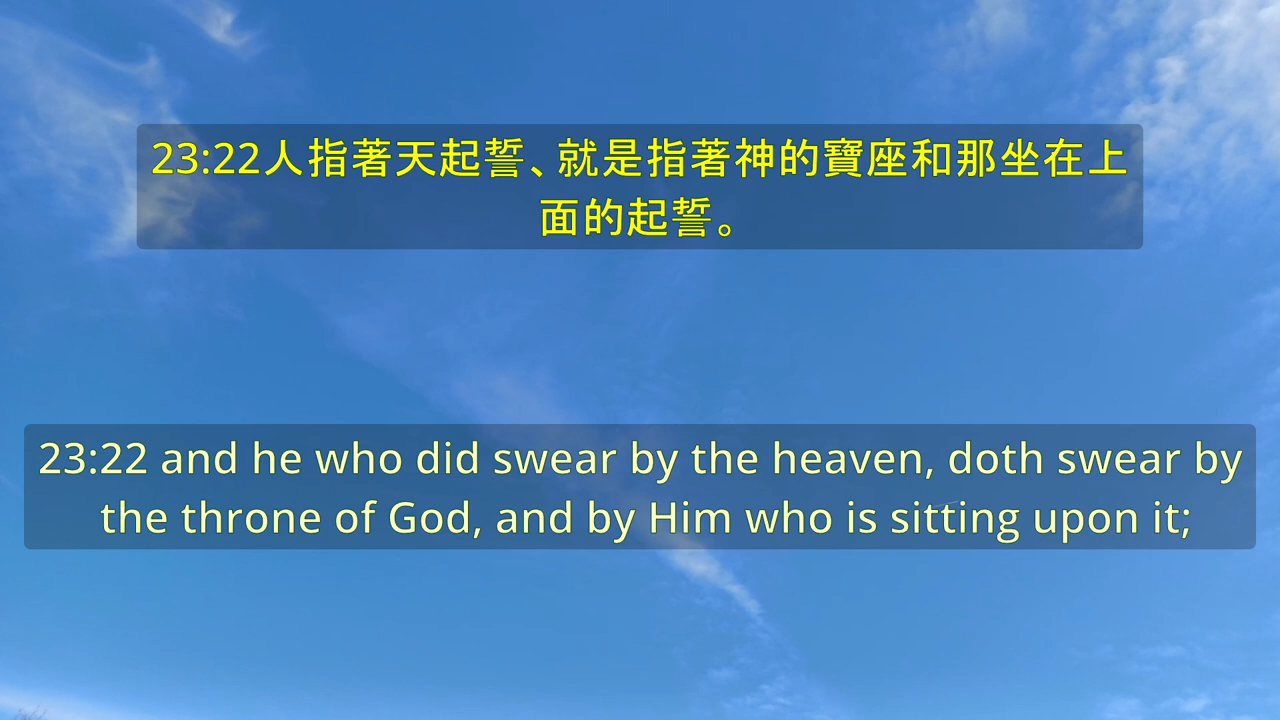 23:22人指著天起誓、就是指著神的寶座和那坐在上
面的起誓。
23:22 and he who did swear by the heaven, doth swear by
the throne of God, and by Him who is sitting upon it;